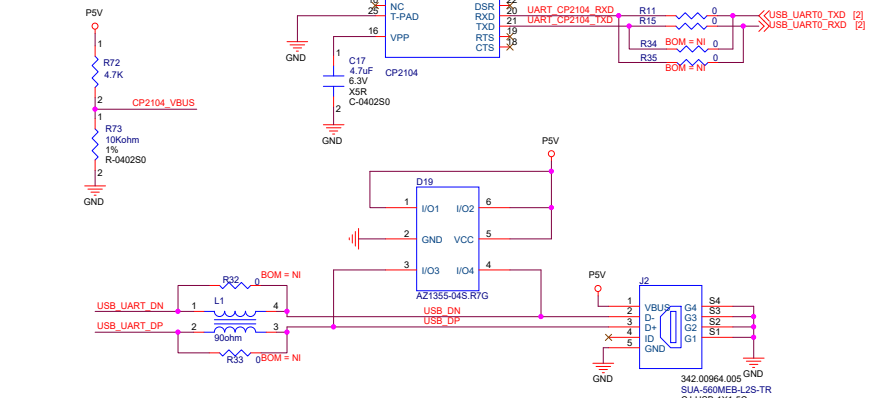 P5V
1
R72
4.7K
2
CP2104_VBUS
1
R73
10Kohm
1%
R-0402S0
2
GND
GND
25
NC
T-PAD
16
VPP
CP2104
1
C17
4.7uF
6.3V
X5R
C-0402S0
2
GND
DSR
RXD
TXD
RTS
CTS
20
21
19
18
UART_CP2104_RXD
UART_CP2104_TXD
R11
0
R15
0
R34
0
BOM = NI
R35
0
BOM = NI
USB_UART0_TXD [2]
USB_UART0_RXD [2]
P5V
D19
1
I/O1
I/O2
6
2
GND
VCC
5
3
I/O3
I/O4
4
AZ1355-04S.R7G
R32
0
BOM = NI
USB_UART_DN
1
L1
4
USB_UART_DP
2
3
90ohm
R33
0
BOM = NI
USB_DN
USB_DP
P5V
J2
1
VBUS
2
D-
3
D+
4
ID
5
GND
G4
S4
G3
S3
G2
S2
G1
S1
GND
GND
342.00964.005
SUA-560MEB-L2S-TR